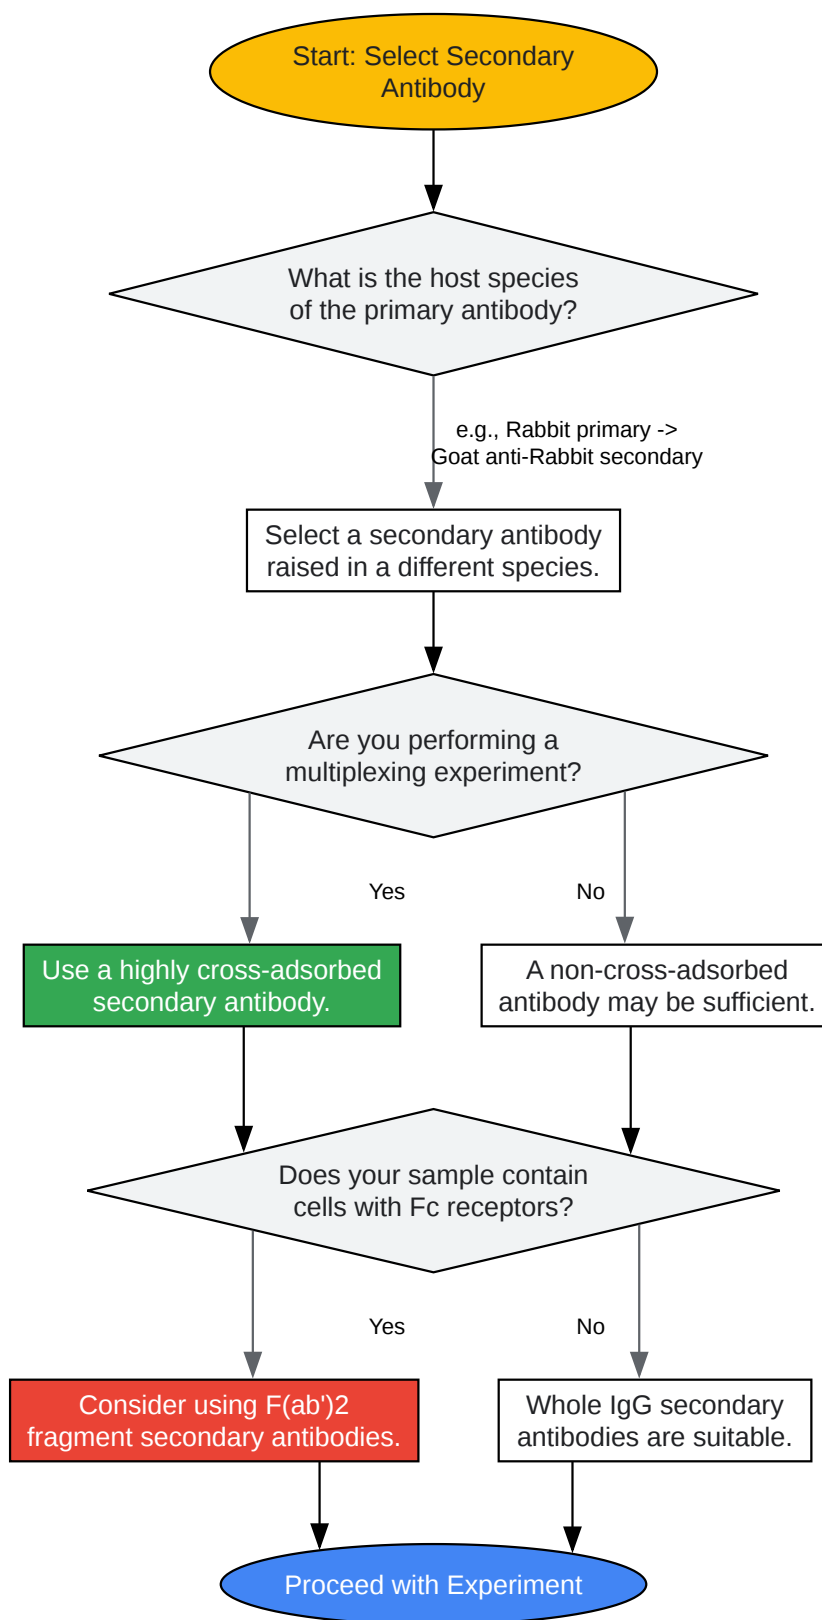 Start: Select Secondary
Antibody
What is the host species
of the primary antibody?
e.g., Rabbit primary ->
Goat anti-Rabbit secondary
Select a secondary antibody
raised in a different species.
Are you performing a
multiplexing experiment?
Yes
No
Use a highly cross-adsorbed
secondary antibody.
A non-cross-adsorbed
antibody may be sufficient.
Does your sample contain
cells with Fc receptors?
Yes
No
Consider using F(ab')2
fragment secondary antibodies.
Whole IgG secondary
antibodies are suitable.
Proceed with Experiment